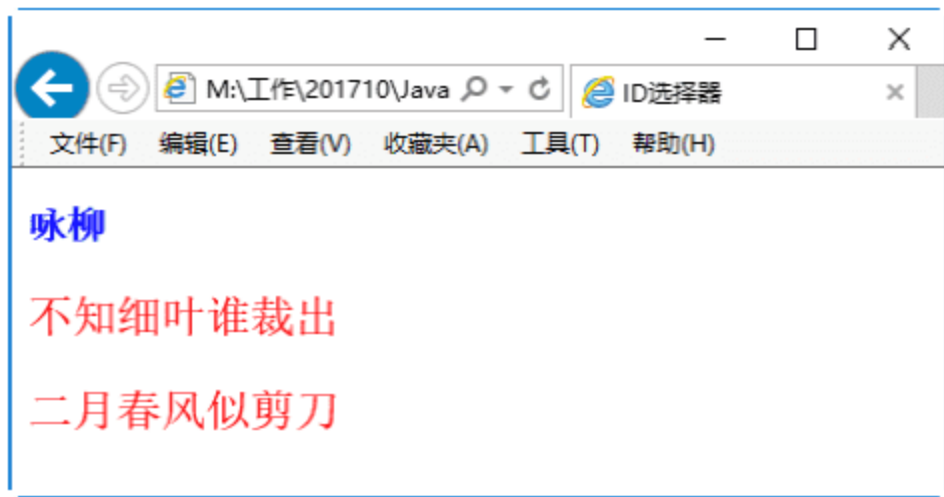 M:\工作\201710\Java
ID选择器
文件(F) 编辑(E) 查看(V) 收藏夹(A) 工具(T) 帮助(H)
咏柳
不知细叶谁裁出
二月春风似剪刀